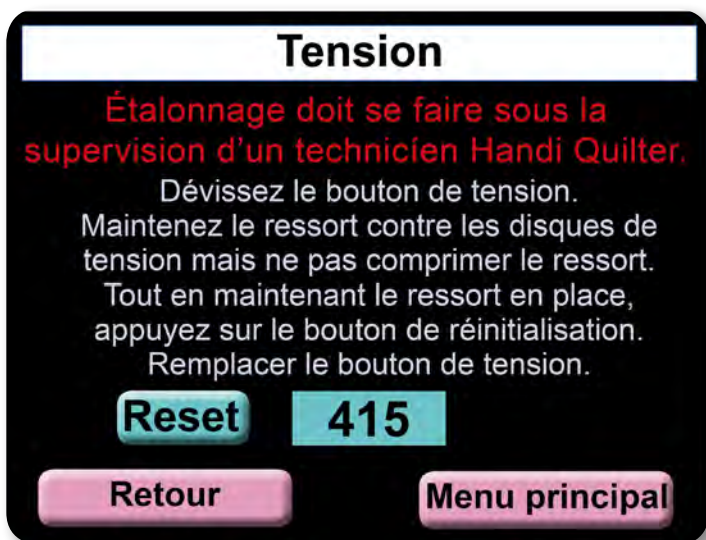 Tension
Étalonnage doit se faire sous la
supervision d'un technicíen Handi Quilter.
Dévissez le bouton de tension.
Maintenez le ressort contre les disques de
tension mais ne pas comprimer le ressort.
Tout en maintenant le ressort en place,
appuyez sur le bouton de réinitialisation.
Remplacer le bouton de tension.
Reset 415
Retour Menu principal